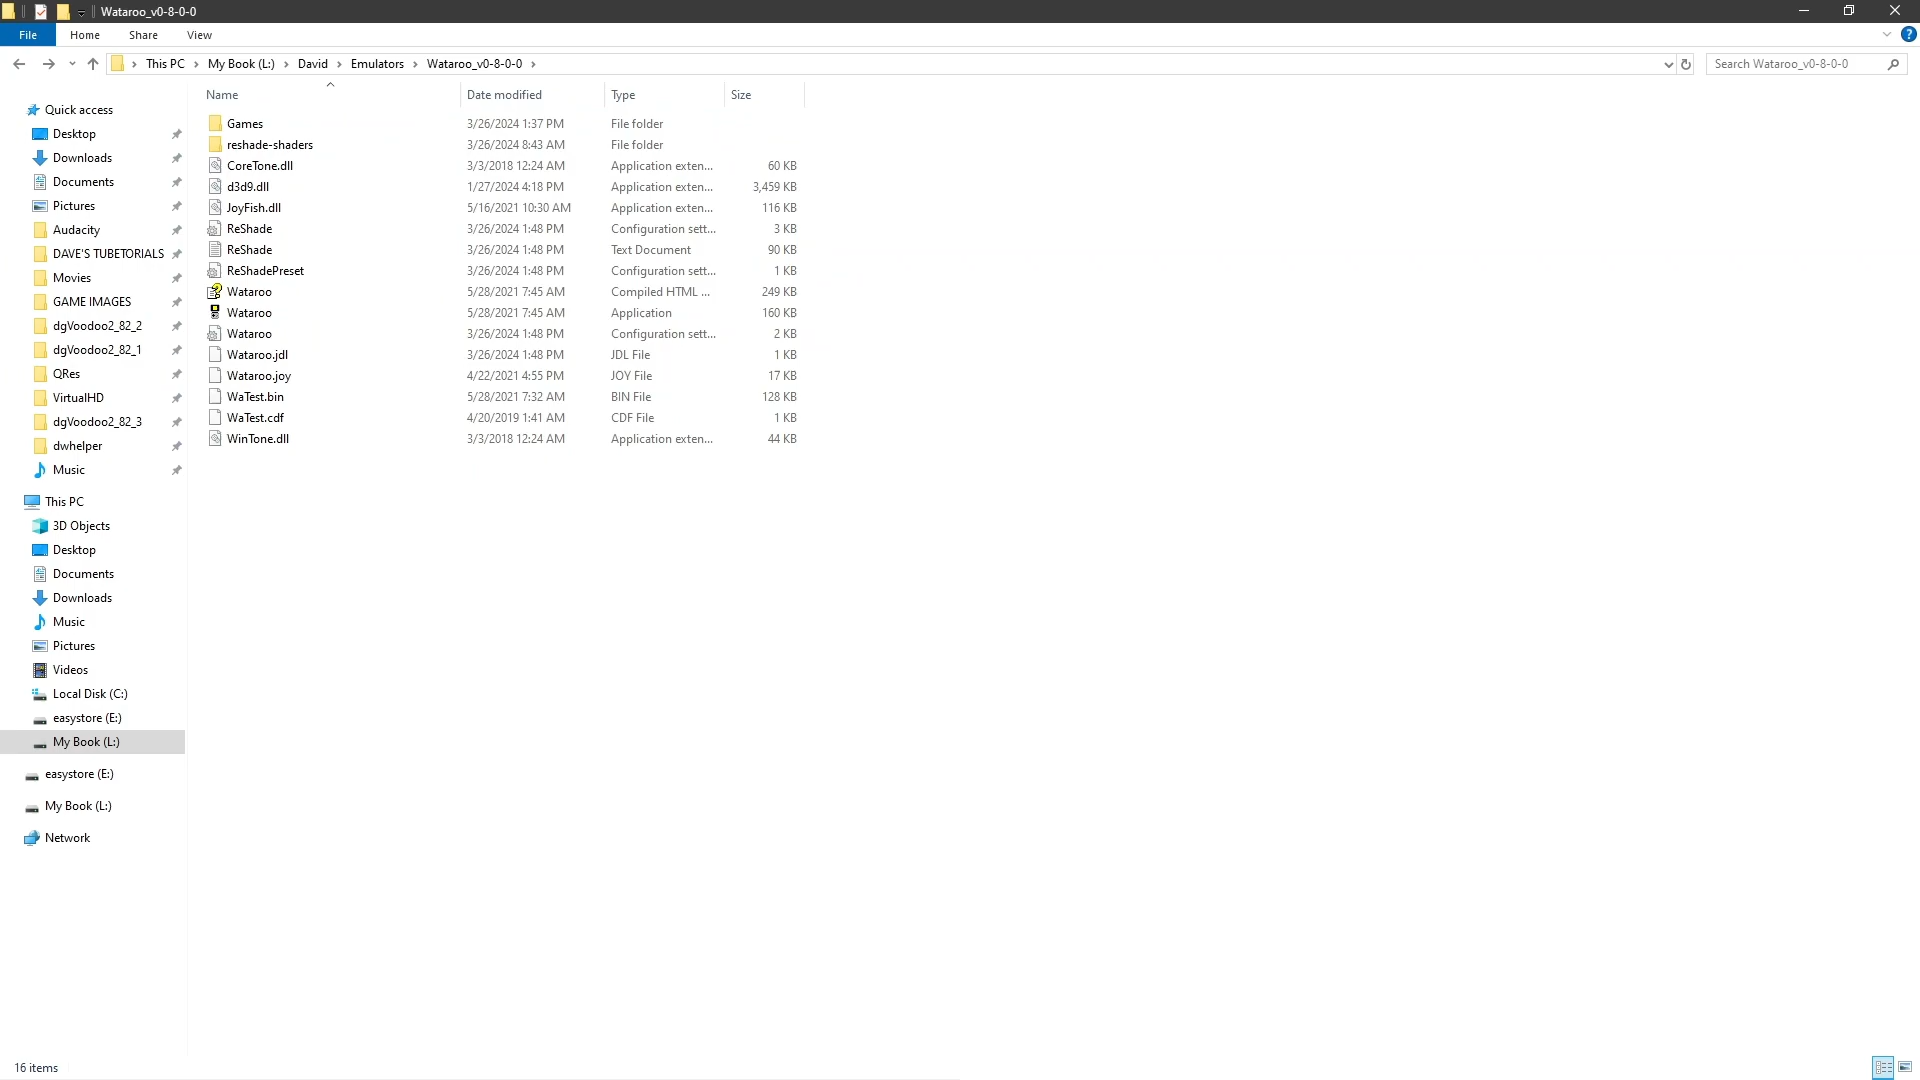 Wataroo_v0-8-0-0
File Home Share View
This PC My Book (L:) David Emulators Wataroo_v0-8-0-0 Search Wataroo_v0-8-0-0
Quick access
Desktop
Downloads
Documents
Pictures
Audacity
DAVE'S TUBETORIALS
Movies
GAME IMAGES
dgVoodoo2_82_2
dgVoodoo2_82_1
QRes
VirtualHD
dgVoodoo2_82_3
dwhelper
Music
This PC
3D Objects
Desktop
Documents
Downloads
Music
Pictures
Videos
Local Disk (C:)
easystore (E:)
My Book (L:)
easystore (E:)
My Book (L:)
Network
Name Date modified Type Size
Games 3/26/2024 1:37 PM File folder
reshade-shaders 3/26/2024 8:43 AM File folder
CoreTone.dll 3/3/2018 12:24 AM Application exten... 60 KB
d3d9.dll 1/27/2024 4:18 PM Application exten... 3,459 KB
JoyFish.dll 5/16/2021 10:30 AM Application exten... 116 KB
ReShade 3/26/2024 1:48 PM Configuration sett... 3 KB
ReShade 3/26/2024 1:48 PM Text Document 90 KB
ReShadePreset 3/26/2024 1:48 PM Configuration sett... 1 KB
Wataroo 5/28/2021 7:45 AM Compiled HTML ... 249 KB
Wataroo 5/28/2021 7:45 AM Application 160 KB
Wataroo 3/26/2024 1:48 PM Configuration sett... 2 KB
Wataroo.jdl 3/26/2024 1:48 PM JDL File 1 KB
Wataroo.joy 4/22/2021 4:55 PM JOY File 17 KB
WaTest.bin 5/28/2021 7:32 AM BIN File 128 KB
WaTest.cdf 4/20/2019 1:41 AM CDF File 1 KB
WinTone.dll 3/3/2018 12:24 AM Application exten... 44 KB
16 items